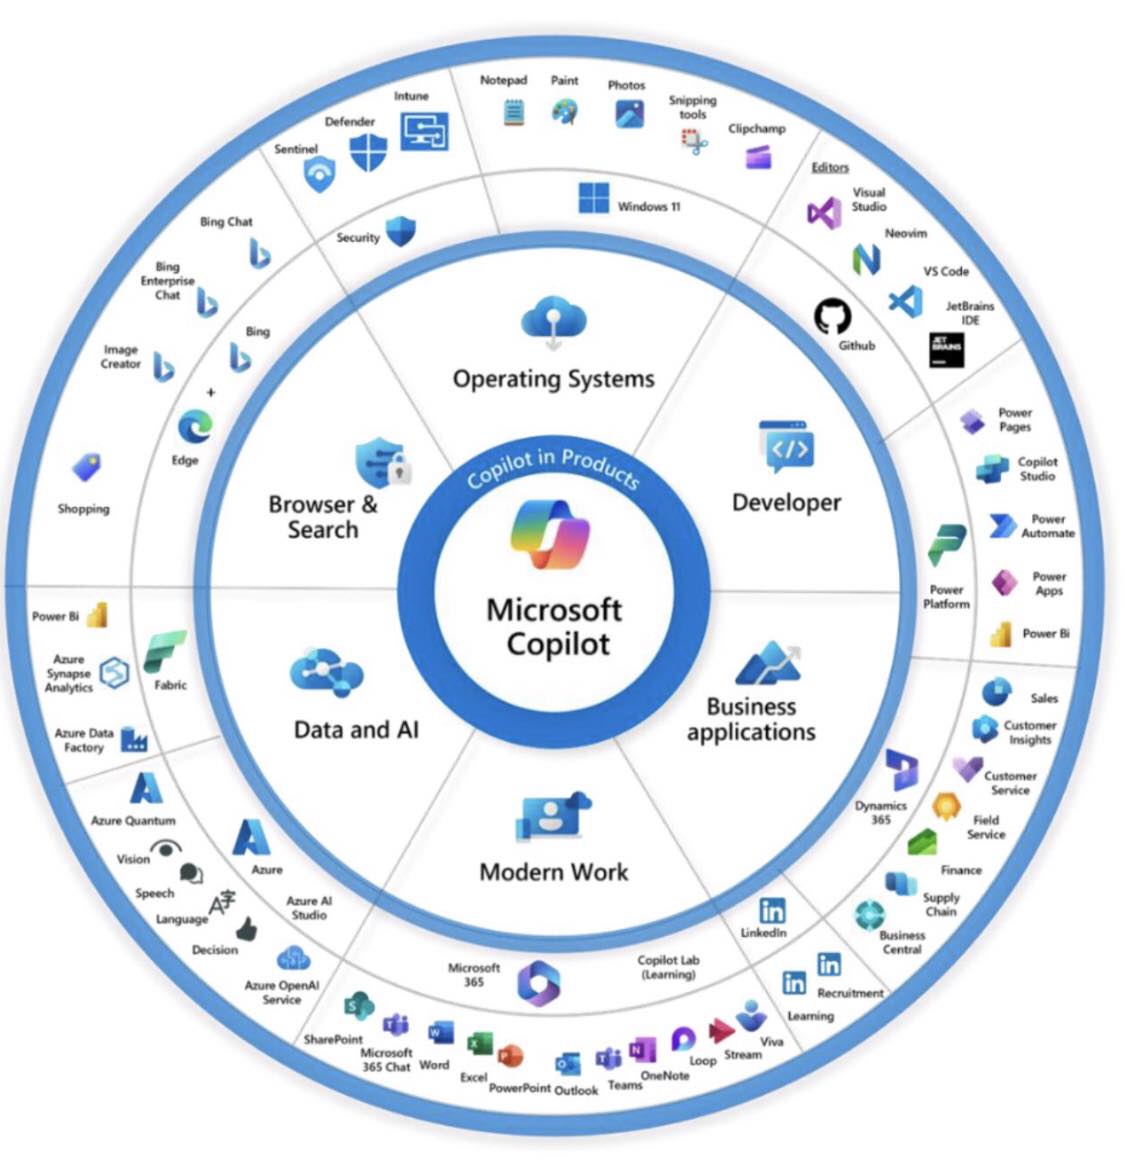 Copilot in Products
Microsoft
Copilot
Operating Systems
Developer
Business
applications
Modern Work
Data and AI
Browser &
Search
Windows 11
Notepad
Paint
Photos
Snipping
tools
Clipchamp
Github
Editors
Visual
Studio
Neovim
VS Code
JetBrains
IDE
JET
BRAINS
Power
Platform
Power
Pages
Copilot
Studio
Power
Automate
Power
Apps
Power Bi
Dynamics
365
Sales
Customer
Insights
Customer
Service
Field
Service
Finance
Supply
Chain
Business
Central
in
LinkedIn
in
Recruitment
in
Learning
Microsoft
365
Copilot Lab
(Learning)
S
SharePoint
T
Microsoft
365 Chat
W
Word
X
Excel
P
PowerPoint
O
Outlook
T
Teams
N
OneNote
Loop
Stream
Viva
Azure
Azure AI
Studio
Azure Quantum
Vision
Speech
Language
A字
Decision
Azure OpenAI
Service
Fabric
Power Bi
Azure
Synapse
Analytics
Azure Data
Factory
Bing
+
Edge
Bing Chat
Bing
Enterprise
Chat
Image
Creator
Shopping
Security
Sentinel
Defender
Intune